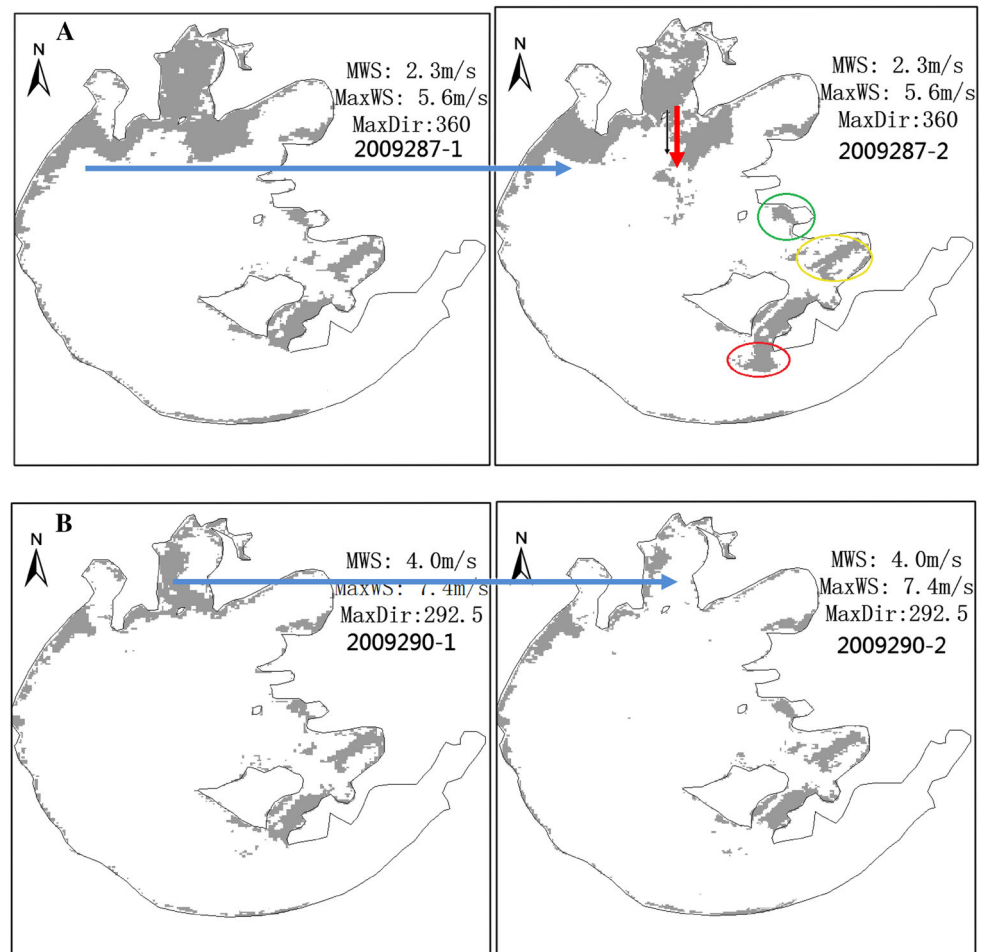 A
N
MWS: 2.3m/s
MaxWS: 5.6m/s
MaxDir:360
2009287-1
N
MWS: 2.3m/s
MaxWS: 5.6m/s
MaxDir:360
2009287-2
B
N
MWS: 4.0m/s
MaxWS: 7.4m/s
MaxDir:292.5
2009290-1
N
MWS: 4.0m/s
MaxWS: 7.4m/s
MaxDir:292.5
2009290-2